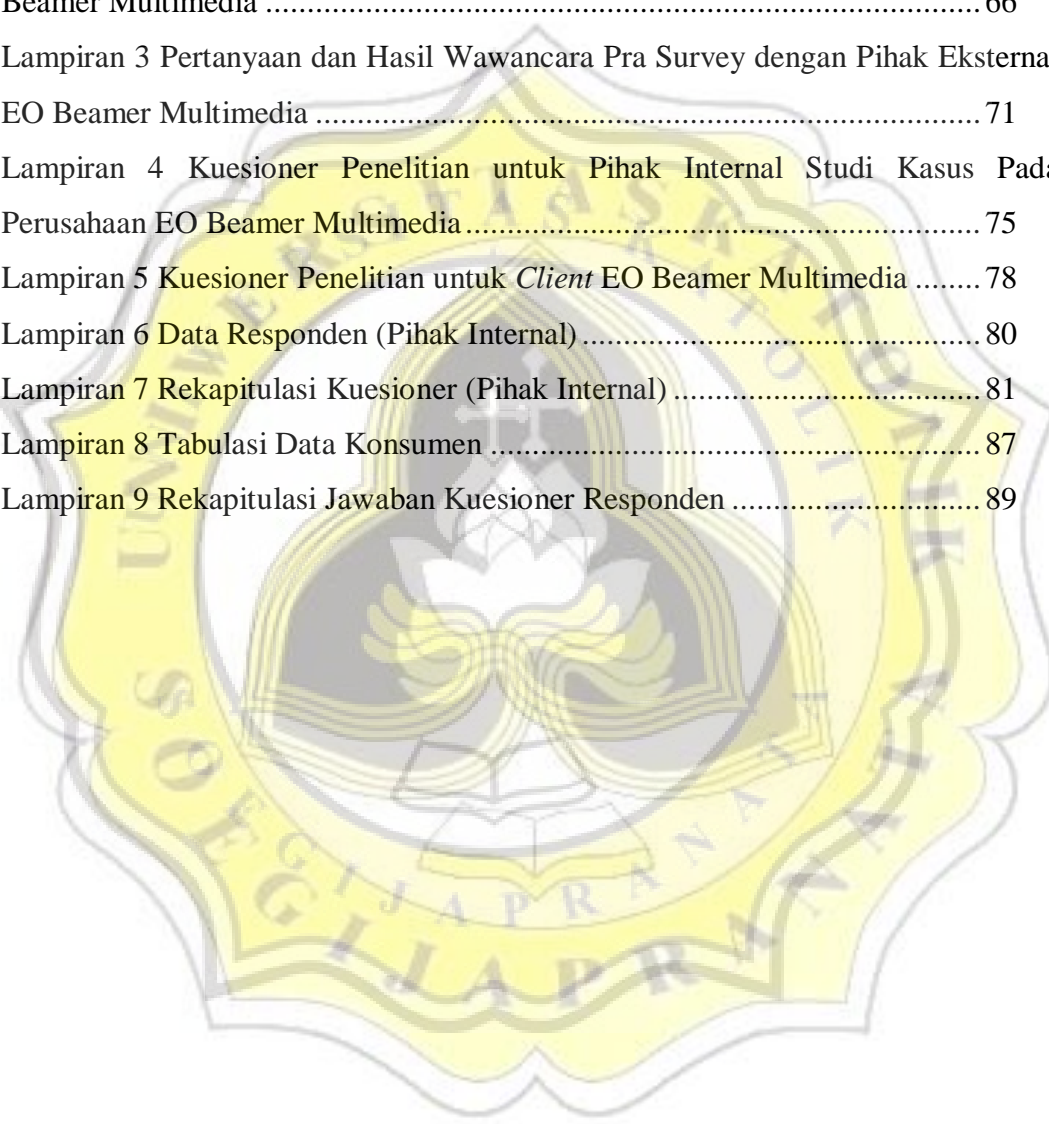 Beamer Multimedia ........................................................................................ 66
Lampiran 3 Pertanyaan dan Hasil Wawancara Pra Survey dengan Pihak Eksterna
EO Beamer Multimedia .................................................................................. 71
Lampiran 4 Kuesioner Penelitian untuk Pihak Internal Studi Kasus Pada
Perusahaan EO Beamer Multimedia ............................................................... 75
Lampiran 5 Kuesioner Penelitian untuk Client EO Beamer Multimedia ........ 78
Lampiran 6 Data Responden (Pihak Internal) ................................................. 80
Lampiran 7 Rekapitulasi Kuesioner (Pihak Internal) ...................................... 81
Lampiran 8 Tabulasi Data Konsumen ............................................................ 87
Lampiran 9 Rekapitulasi Jawaban Kuesioner Responden ............................... 89
UNIVERSITAS KATOLIK
SOEGIJAPRANATA